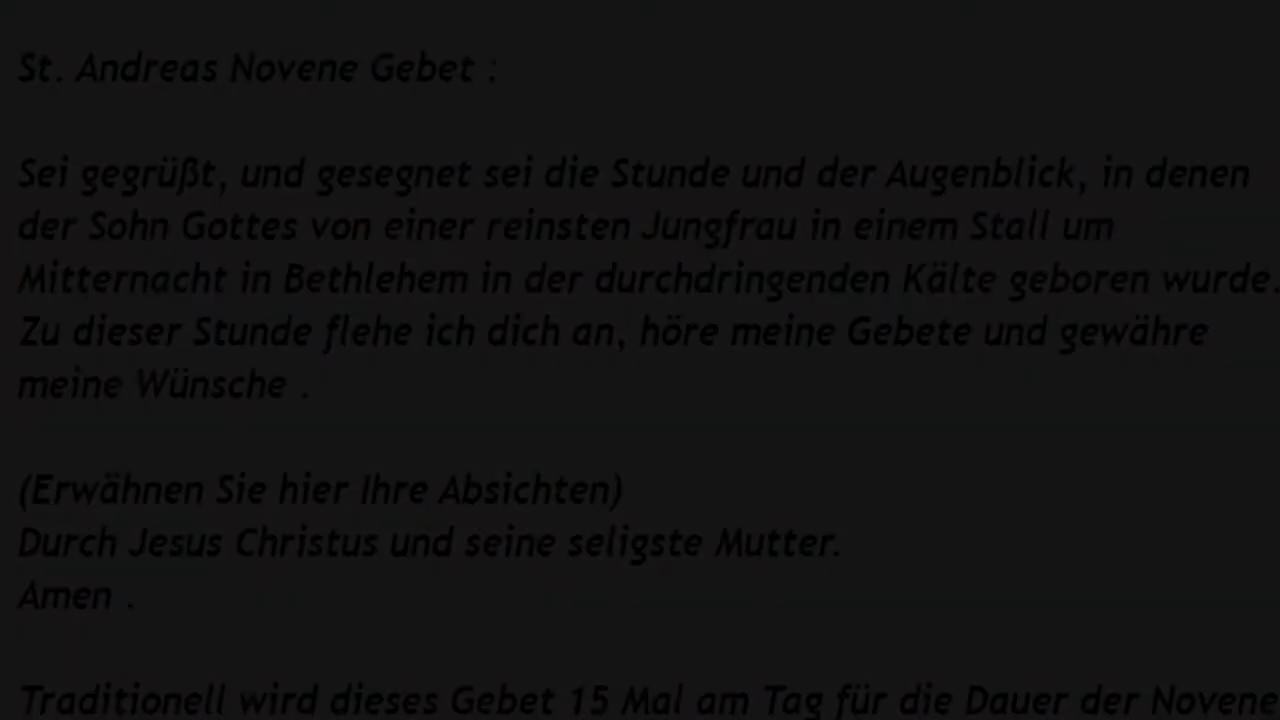 St. Andreas Novene Gebet :
Sei gegrüßt, und gesegnet sei die Stunde und der Augenblick, in denen
der Sohn Gottes von einer reinsten Jungfrau in einem Stall um
Mitternacht in Bethlehem in der durchdringenden Kälte geboren wurde.
Zu dieser Stunde flehe ich dich an, höre meine Gebete und gewähre
meine Wünsche .
(Erwähnen Sie hier Ihre Absichten)
Durch Jesus Christus und seine seligste Mutter.
Amen .
Traditionell wird dieses Gebet 15 Mal am Tag für die Dauer der Novene